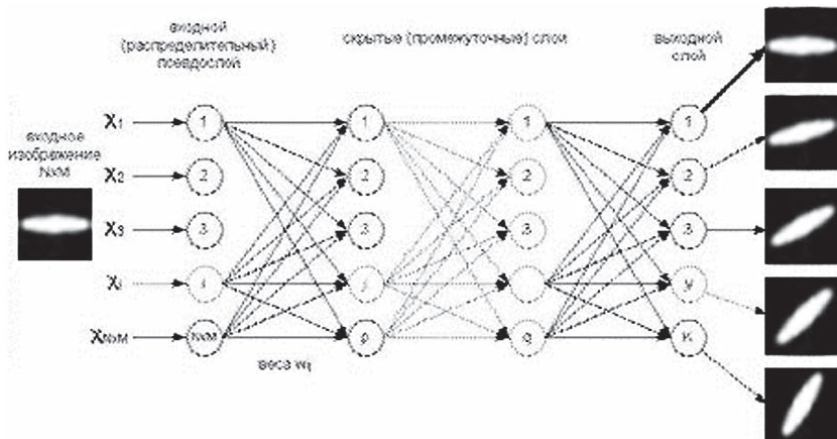 входной
(распределительный)
псевдослой
скрытые (промежуточные) слои
выходной
слой
входное
изображение
NxM
X1
X2
X3
Xi
XNxM
1
2
3
i
NxM
1
2
3
j
p
1
2
3
q
1
2
3
y
веса